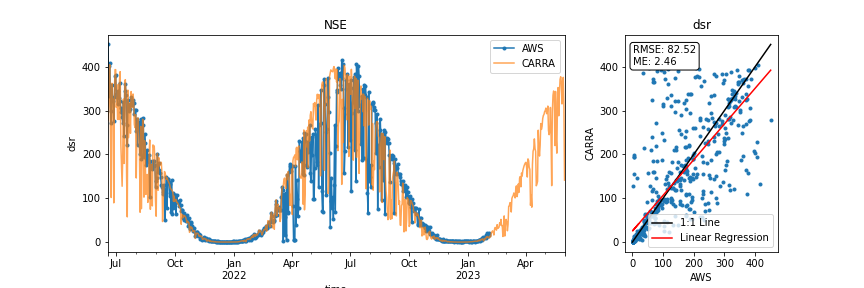 NSE
dsr
AWS
CARRA
400
300
200
100
0
dsr
Jul
Oct
Jan
2022
Apr
Jul
Oct
Jan
2023
Apr
dsr
RMSE: 82.52
ME: 2.46
400
300
200
100
0
CARRA
1:1 Line
Linear Regression
0
100
200
300
400
AWS